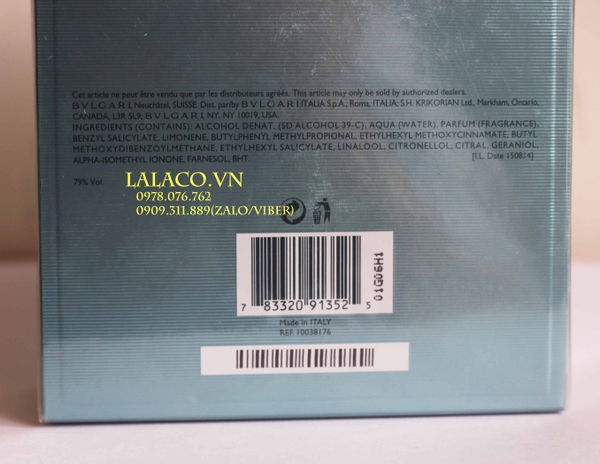 Cet article ne peut être vendu que par les distributeurs agréés. This article may only be sold by authorized dealers.
BVLGARI, Neuchâtel, SUISSE. Dist. par/by BVLGARI ITALIA S.p.A., Roma, ITALIA; S.H. KRIKORIAN Ltd., Markham, Ontario,
CANADA, L3R 5L9; BVLGARI, NY, NY 10019, USA.
INGREDIENTS (CONTAINS): ALCOHOL DENAT. (SD ALCOHOL 39-C), AQUA (WATER), PARFUM (FRAGRANCE),
BENZYL SALICYLATE, LIMONENE, BUTYLPHENYL METHYLPROPIONAL, ETHYLHEXYL METHOXYCINNAMATE, BUTYL
METHOXYDIBENZOYLMETHANE, ETHYLHEXYL SALICYLATE, LINALOOL, CITRONELLOL, CITRAL, GERANIOL,
ALPHA-ISOMETHYL IONONE, FARNESOL, BHT. [I.L. Date 150814]
79% Vol.
LALACO.VN
0978.076.762
0909.311.889(ZALO/VIBER)
7 83320 91352 5
01G06H1
Made in ITALY
REF 10038176